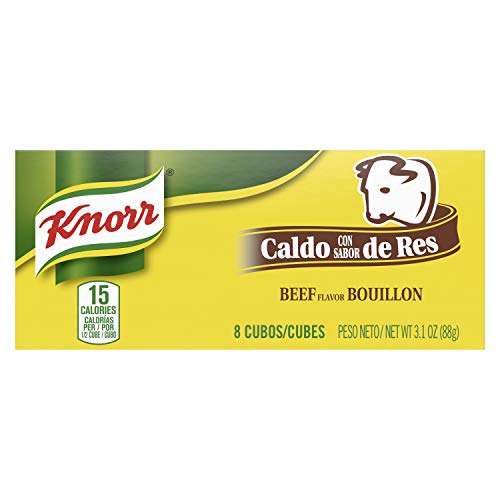 Knorr®
Caldo CON SABOR de Res
BEEF FLAVOR BOUILLON
15
CALORIES
CALORÍAS
PER / POR
1/2 CUBE / CUBO
8 CUBOS/CUBES PESO NETO/ NET WT 3.1 OZ (88g)